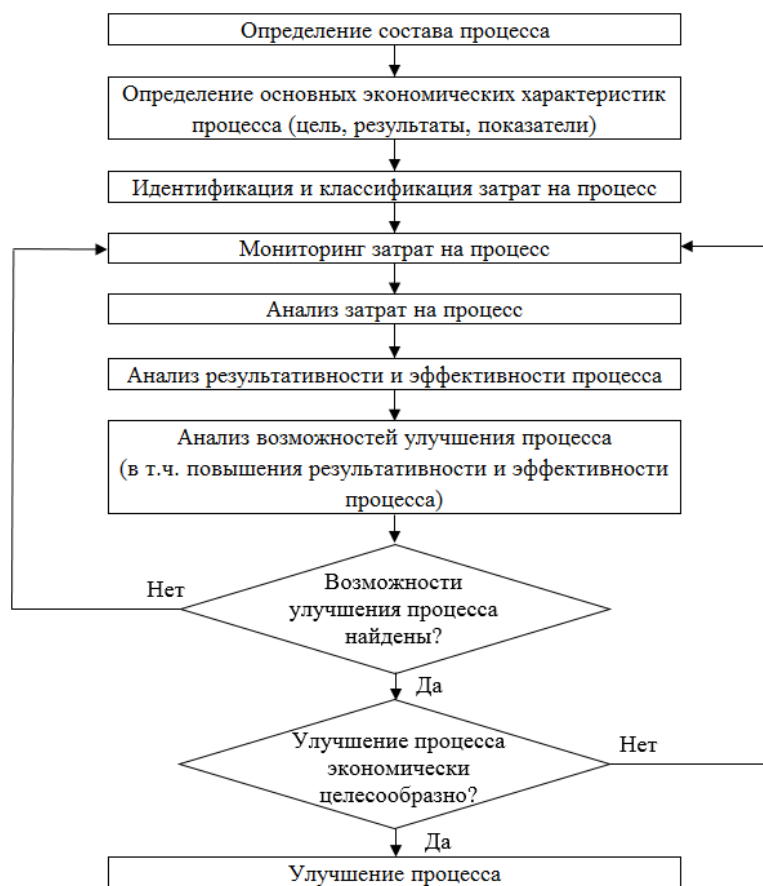 Определение состава процесса
Определение основных экономических характеристик
процесса (цель, результаты, показатели)
Идентификация и классификация затрат на процесс
Мониторинг затрат на процесс
Анализ затрат на процесс
Анализ результативности и эффективности процесса
Анализ возможностей улучшения процесса
(в т.ч. повышения результативности и эффективности
процесса)
Нет
Возможности
улучшения процесса
найдены?
Да
Улучшение процесса
экономически
целесообразно?
Нет
Да
Улучшение процесса